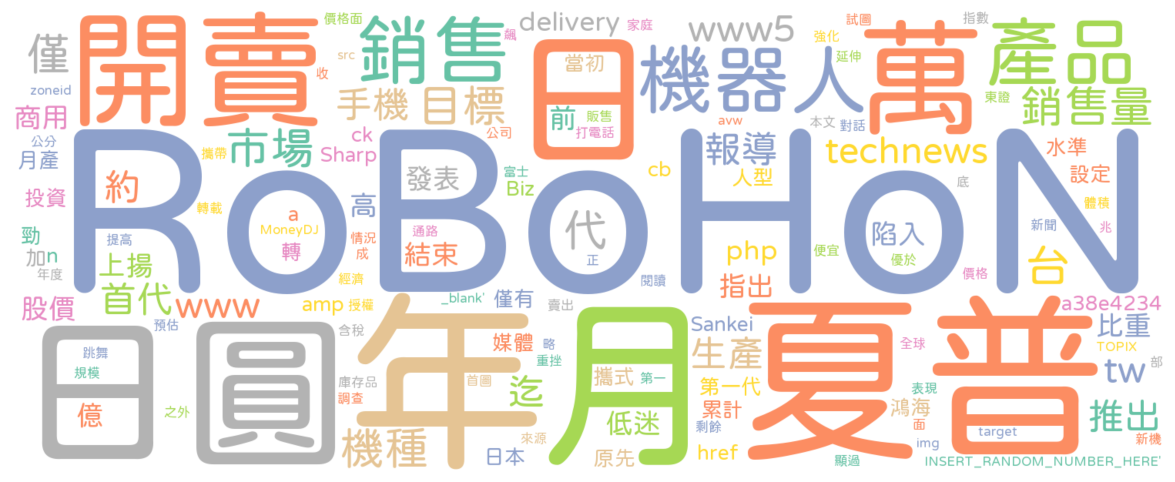 價格面 飆 delivery 家庭 www5 試圖 指數
僅 開賣 src 銷售 當初 強化 延伸 萬 產品
zoneid 收 手機 目標 日 機器人 東證 銷售量
商用 公司 前 販售 打電話 avw 本文 對話
公分 月產 攜帶 市場 ck Sharp 富士 報導 technews 水準
投資 約 RoBoHoN 發表 Biz cb 人型 設定
轉載 a MoneyDJ 高 代 陷入 底 體積
勁 提高 轉 情況 通路 正 新聞 兆
加n 成 結束 php 便宜 優於 台
年度 上揚 經濟 閱讀 指出 價格
股價 首代 www amp 授權 _blank' 僅有 賣出 a38e4234
預估 含稅 年 月 Sankei 夏普 比重
跳舞 日圓 媒體 略 生產 全球 TOPIX
規模 重挫 tw 部
庫存品 首圖 迄 攜式 第一 第一代 表現
億 之外 調查 累計 鴻海 推出
低迷 剩餘 面 target 新機
機種 來源 日本 原先 href img
顯過 INSERT_RANDOM_NUMBER_HERE'